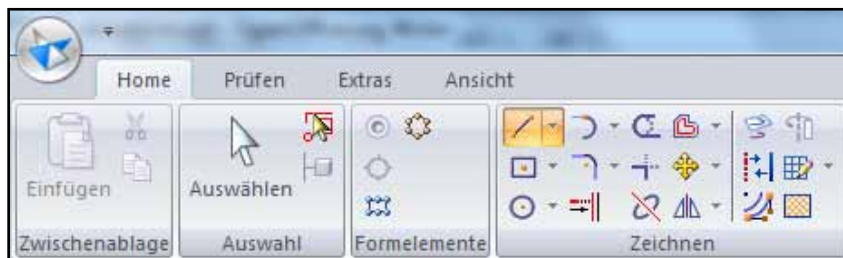 Home Prüfen Extras Ansicht
Einfügen Auswählen
Zwischenablage Auswahl Formelemente Zeichnen